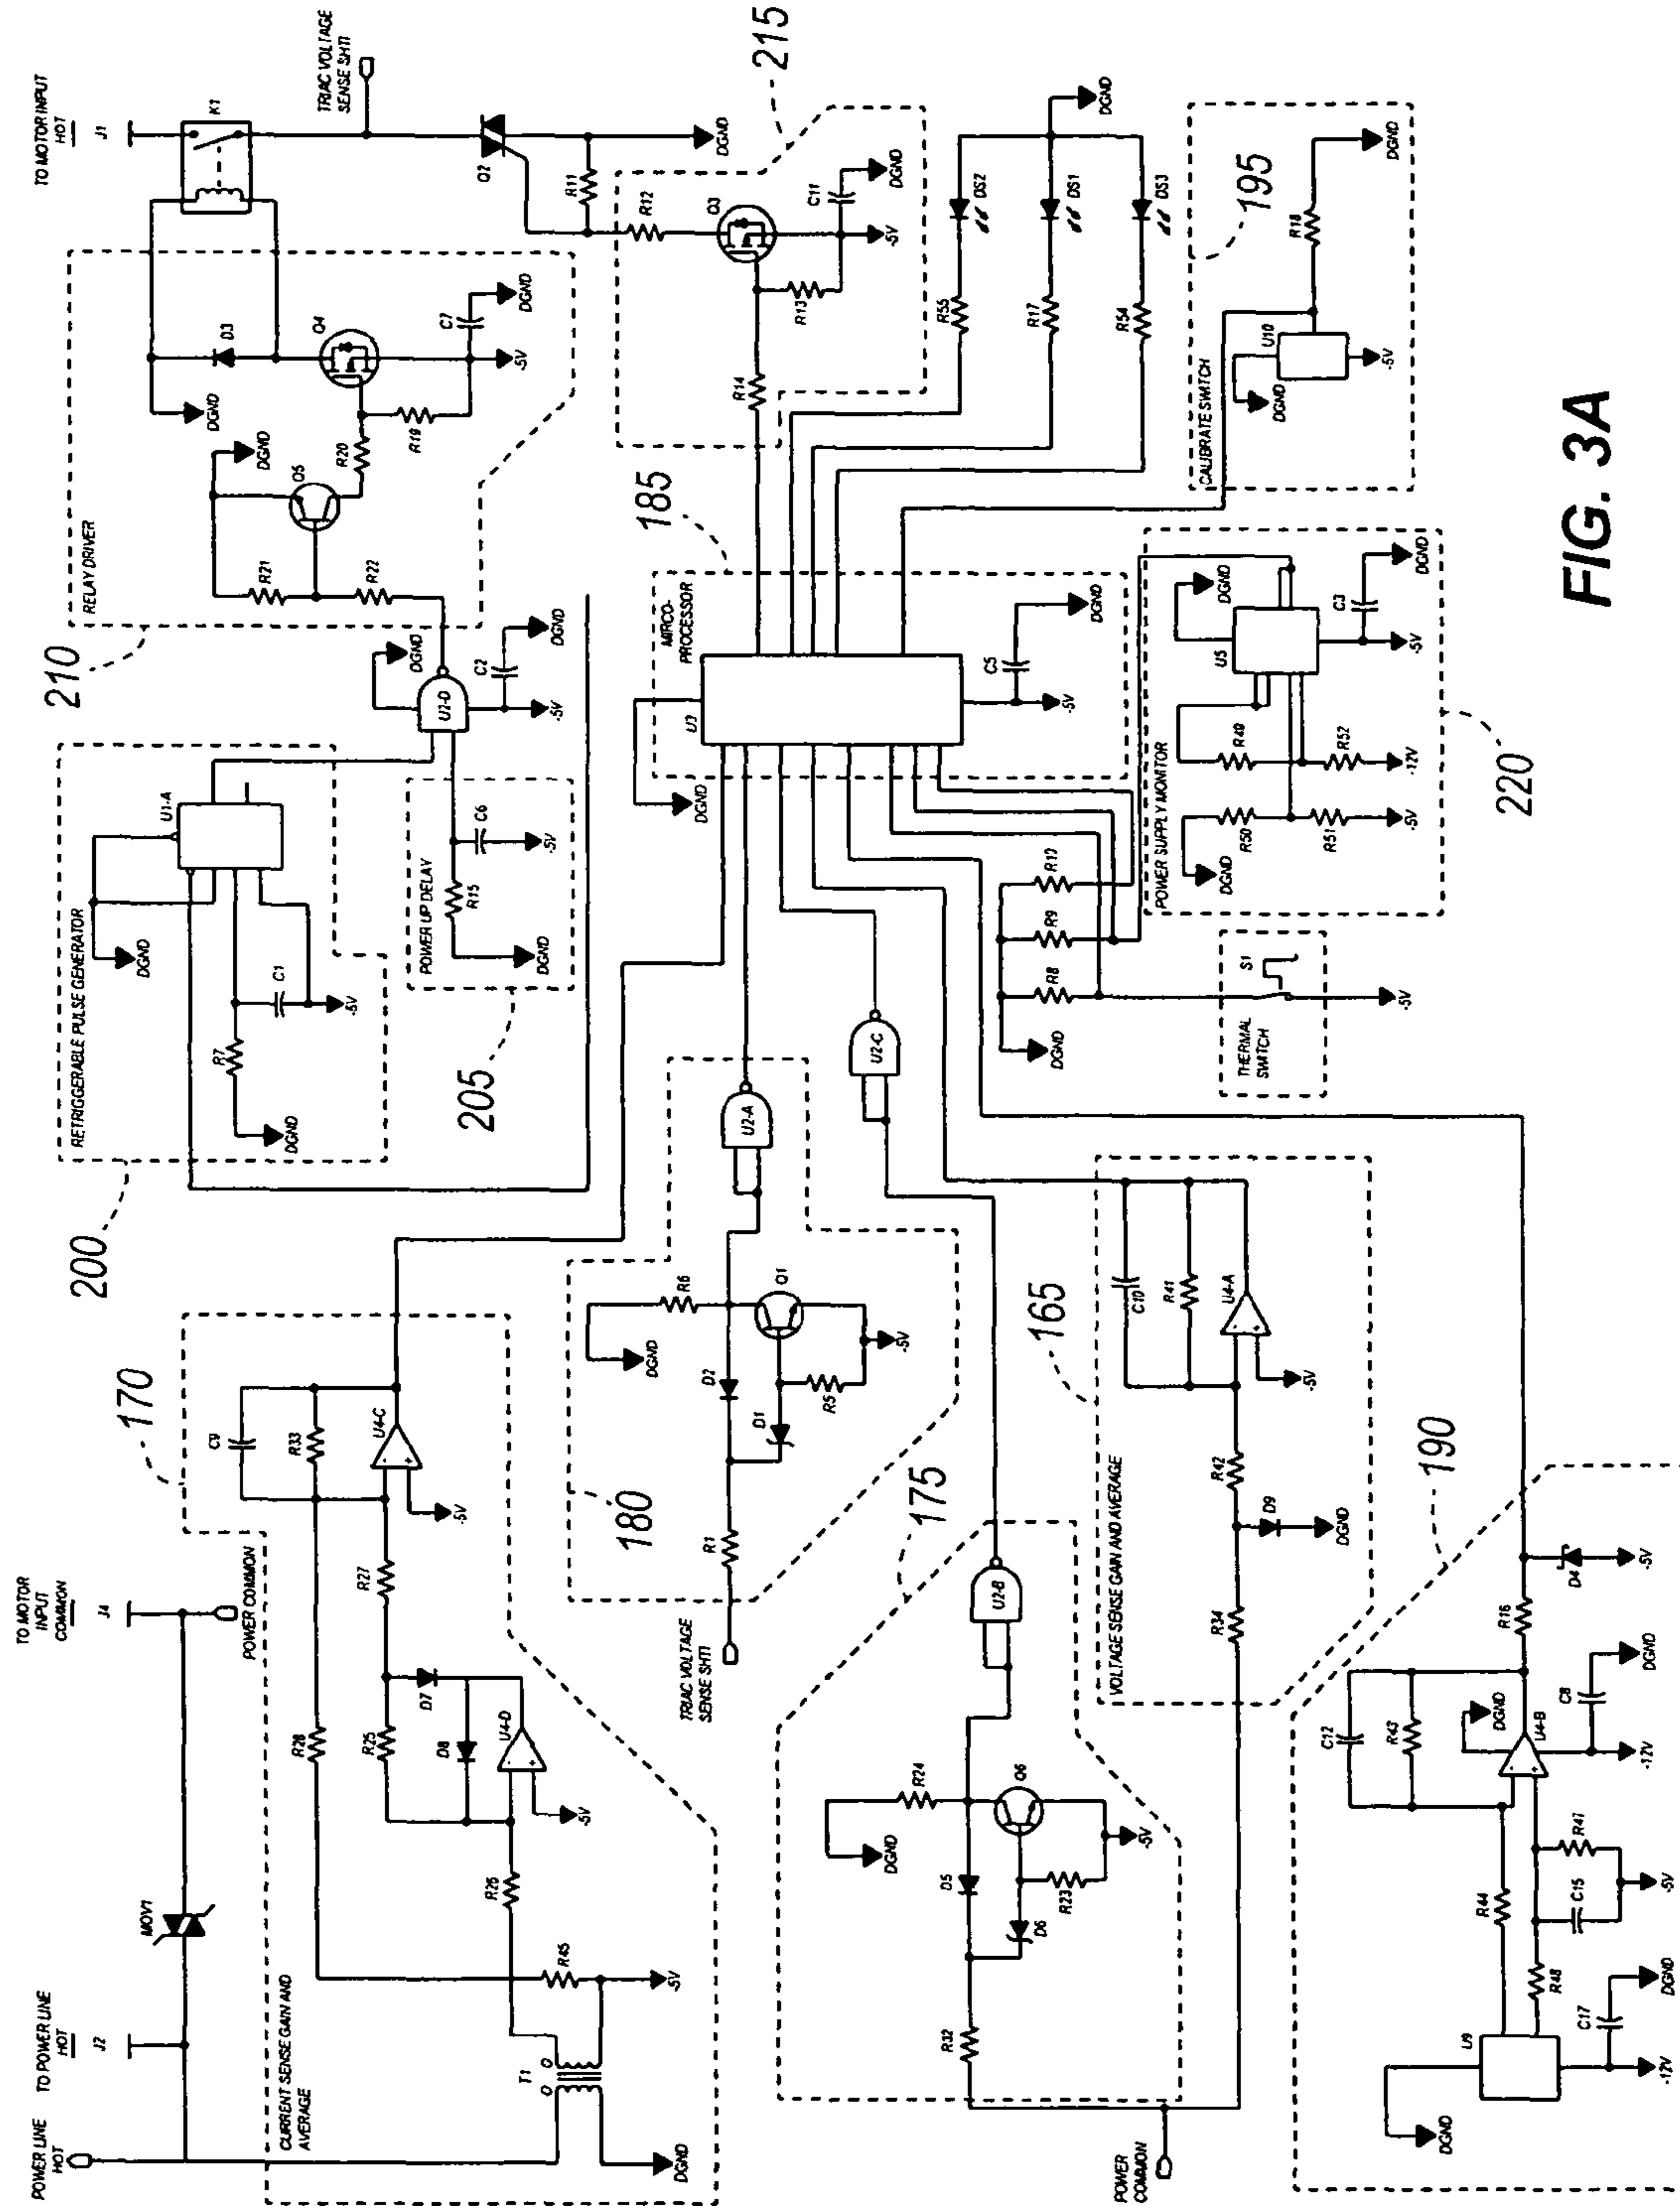 POWER LINE
HOT
TO POWER LINE
HOT
J2
TO MOTOR
INPUT
COMMON
J4
TO MOTOR INPUT
HOT
J1
MOV1
POWER COMMON
170
200
210
K1
TRIAC VOLTAGE
SENSE SHT1
CURRENT SENSE GAIN AND
AVERAGE
C9
R33
U4-C
-5V
R28
R27
R25
D7
D8
U4-D
-5V
R26
R45
-5V
T1
DGND
RETRIGGERABLE PULSE GENERATOR
U1-A
DGND
R7
C1
-5V
DGND
POWER UP DELAY
R15
C6
-5V
DGND
205
RELAY DRIVER
DGND
D3
Q4
C7
DGND
-5V
R19
R20
DGND
Q5
R21
R22
DGND
U2-D
C2
DGND
-5V
Q2
R11
DGND
215
R12
Q3
C11
DGND
-5V
R13
R14
TRIAC VOLTAGE
SENSE SHT1
180
R1
D2
D1
R5
R6
Q1
DGND
-5V
U2-A
185
MIRCO-
PROCESSOR
U3
DGND
C5
DGND
-5V
R55
DS2
R17
DS1
R54
DS3
DGND
175
R32
D5
D6
R23
R24
Q6
DGND
-5V
U2-B
U2-C
POWER
COMMON
165
VOLTAGE SENSE GAIN AND AVERAGE
R34
D9
DGND
R42
C10
R41
U4-A
-5V
DGND
R8
R9
THERMAL
SWITCH
S1
-5V
POWER SUPPLY MONITOR
DGND
R50
R51
-5V
R49
R52
-12V
U5
DGND
C3
DGND
-5V
220
CALIBRATE SWITCH
195
DGND
U10
-5V
R18
DGND
190
DGND
U9
C17
DGND
-12V
R48
R44
C15
R47
-5V
C12
R43
DGND
U4-B
C8
DGND
-12V
R16
D4
-5V
FIG. 3A